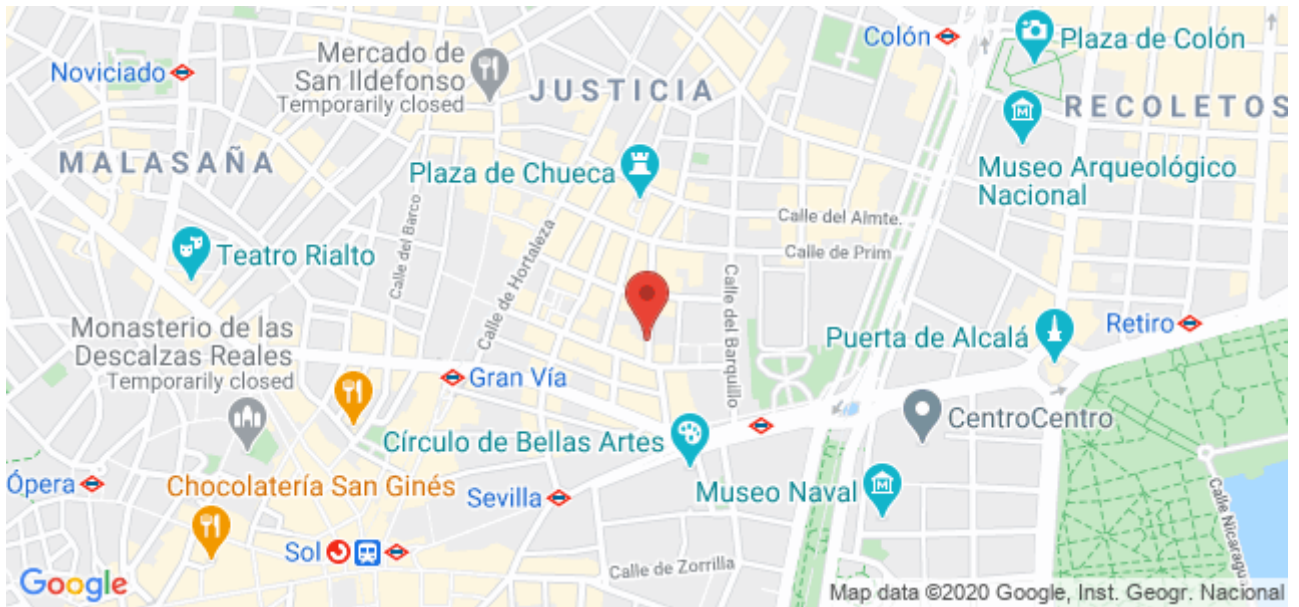 Colón
Plaza de Colón
Mercado de
San Ildefonso
Temporarily closed
Noviciado
JUSTICIA
RECOLETOS
MALASAÑA
Plaza de Chueca
Museo Arqueológico
Nacional
Calle del Barco
Calle del Almte.
Calle de Hortaleza
Calle de Prim
Teatro Rialto
Calle del Barquillo
Monasterio de las
Descalzas Reales
Temporarily closed
Puerta de Alcalá
Retiro
Gran Vía
CentroCentro
Círculo de Bellas Artes
Ópera
Chocolatería San Ginés
Sevilla
Museo Naval
Calle Nicaragu
Sol
Calle de Zorrilla
Google
Map data ©2020 Google, Inst. Geogr. Nacional